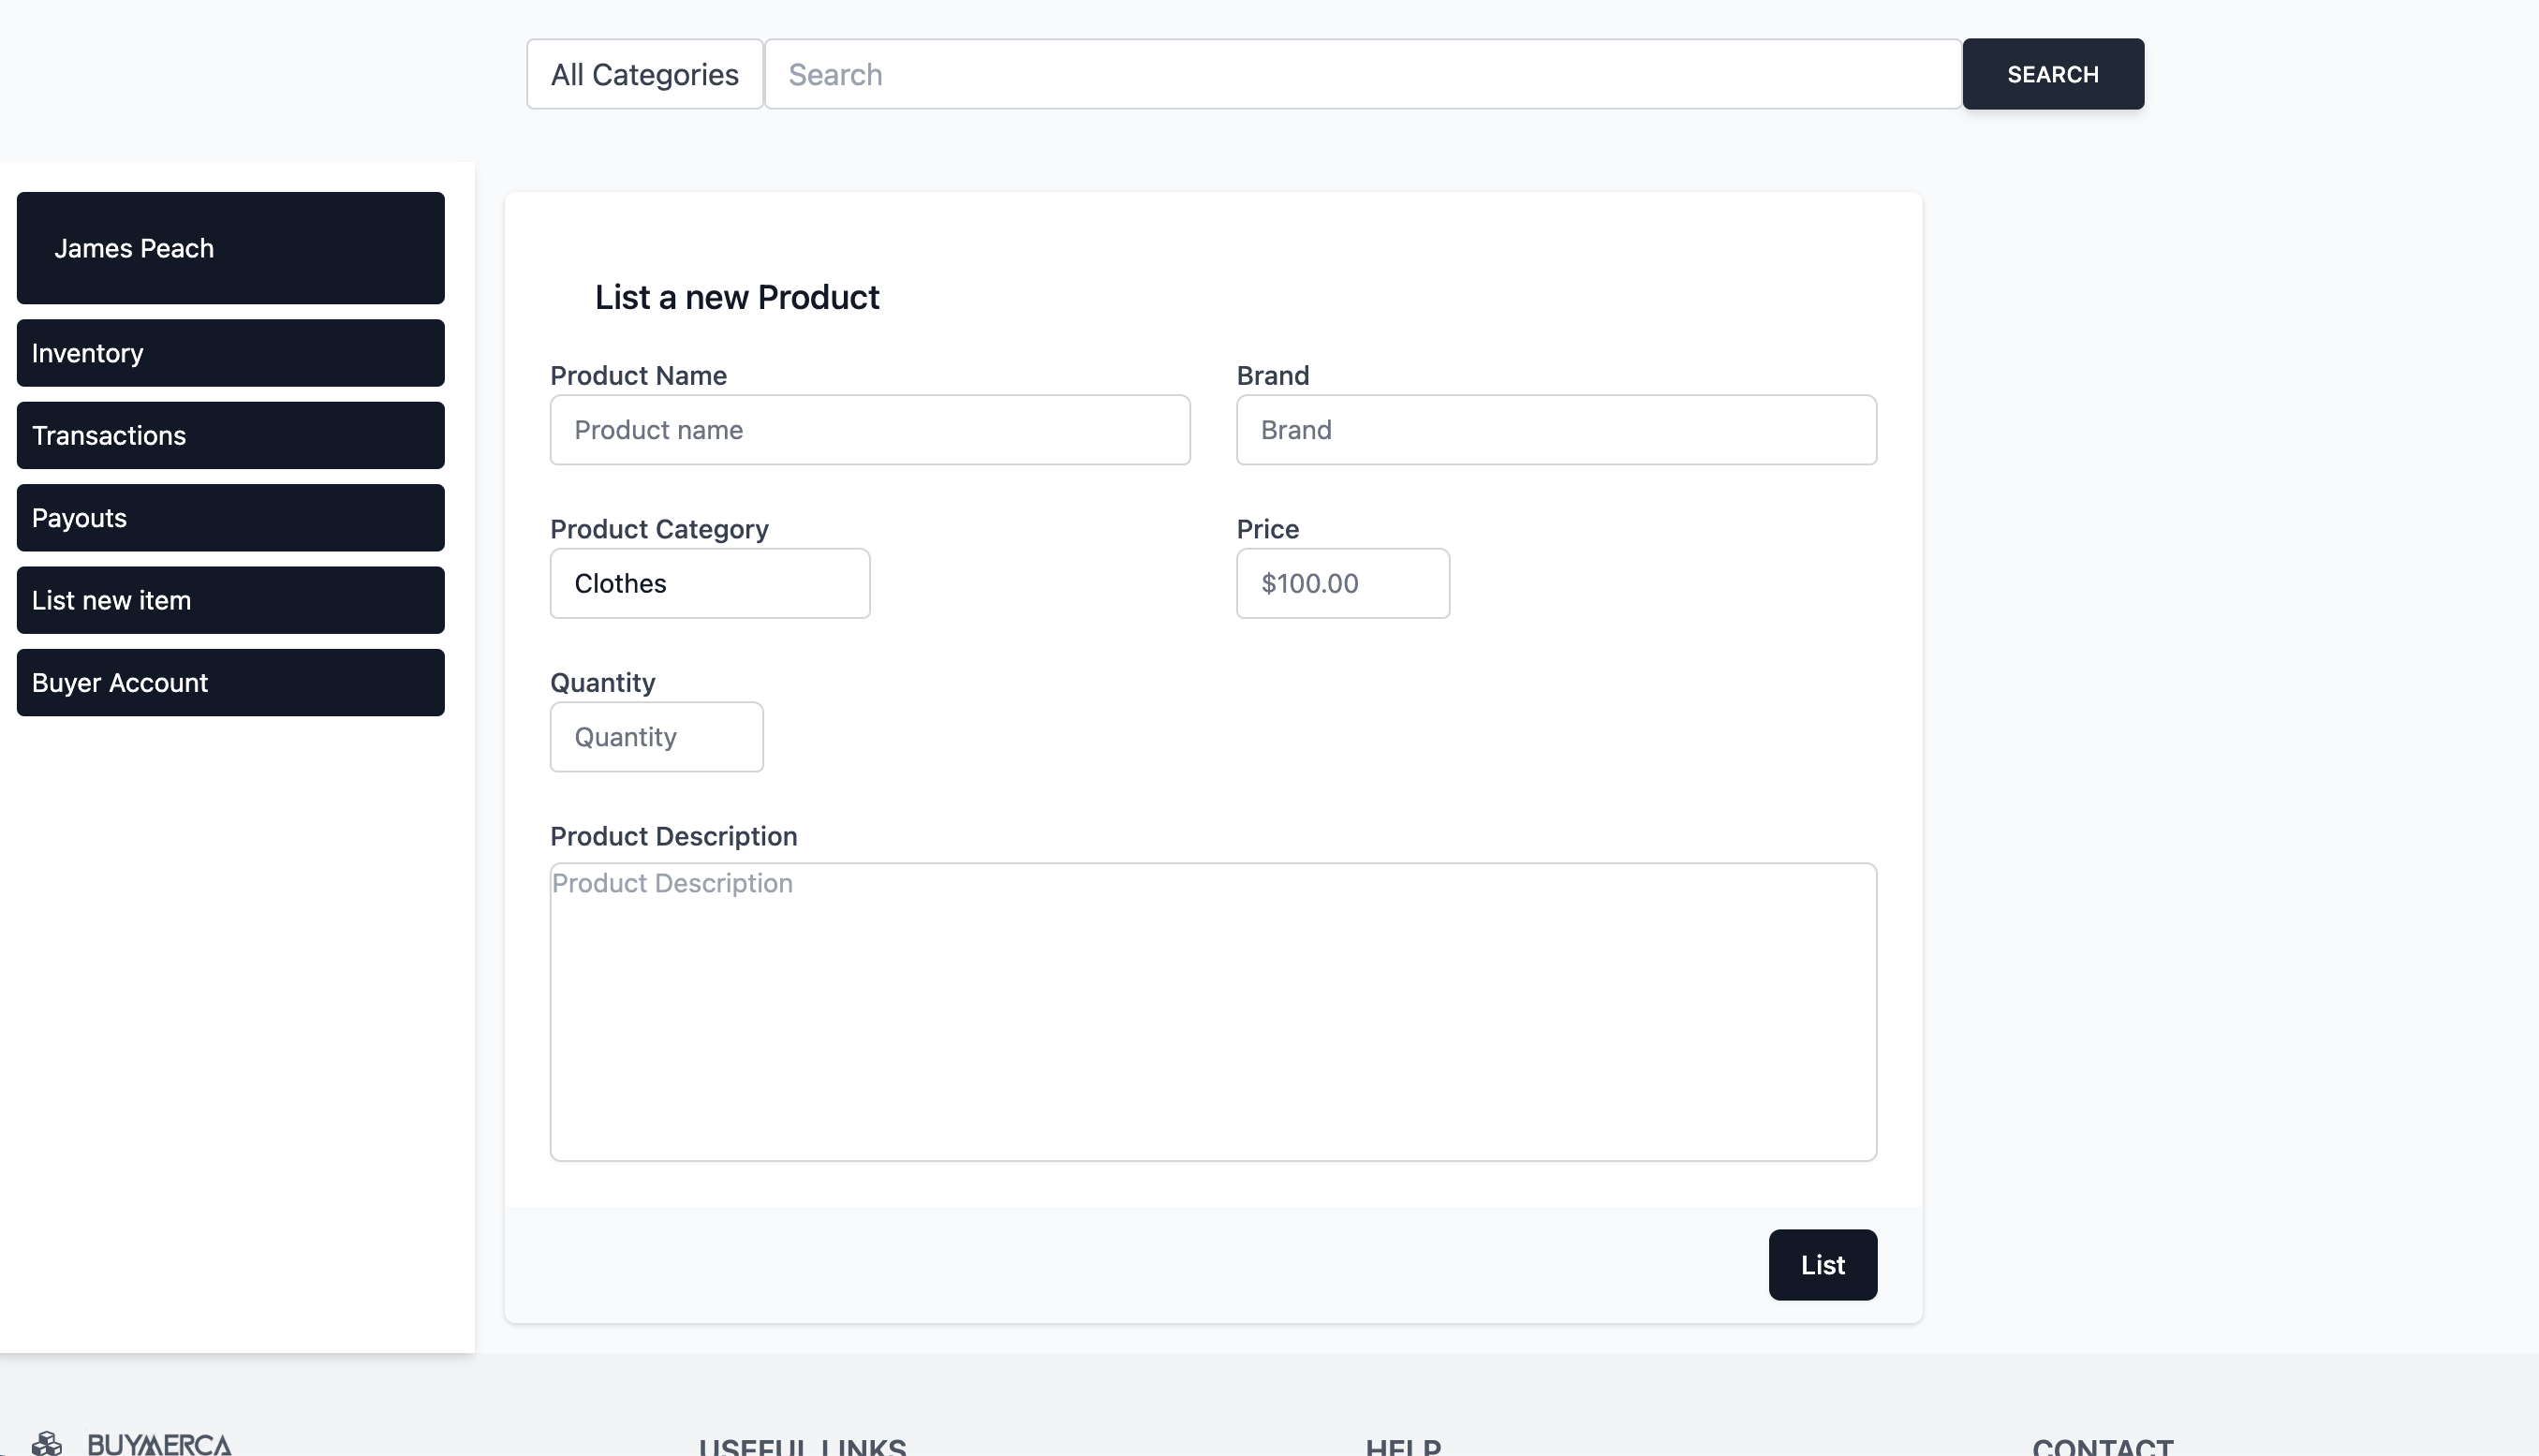 All Categories Search SEARCH
James Peach
Inventory
Transactions
Payouts
List new item
Buyer Account
List a new Product
Product Name Brand
Product name Brand
Product Category Price
Clothes $100.00
Quantity
Quantity
Product Description
Product Description
List
BUYMERCA USEFUL LINKS HELP CONTACT